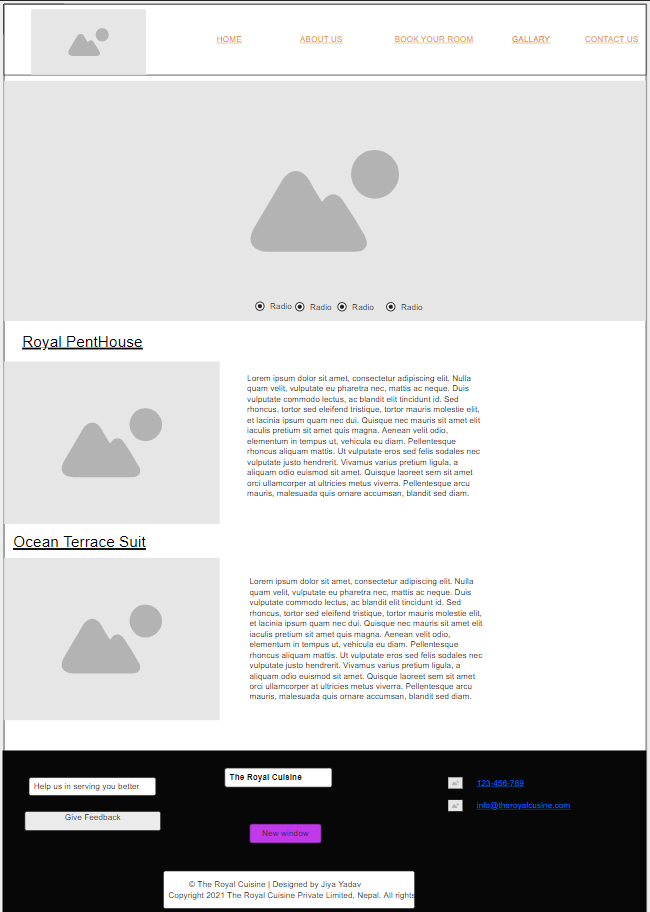 HOME
ABOUT US
BOOK YOUR ROOM
GALLARY
CONTACT US
Radio
Radio
Radio
Radio
Royal PentHouse
Lorem ipsum dolor sit amet, consectetur adipiscing elit. Nulla
quam velit, vulputate eu pharetra nec, mattis ac neque. Duis
vulputate commodo lectus, ac blandit elit tincidunt id. Sed
rhoncus, tortor sed eleifend tristique, tortor mauris molestie elit,
et lacinia ipsum quam nec dui. Quisque nec mauris sit amet elit
iaculis pretium sit amet quis magna. Aenean velit odio,
elementum in tempus ut, vehicula eu diam. Pellentesque
rhoncus aliquam mattis. Ut vulputate eros sed felis sodales nec
vulputate justo hendrerit. Vivamus varius pretium ligula, a
aliquam odio euismod sit amet. Quisque laoreet sem sit amet
orci ullamcorper at ultricies metus viverra. Pellentesque arcu
mauris, malesuada quis ornare accumsan, blandit sed diam.
Ocean Terrace Suit
Lorem ipsum dolor sit amet, consectetur adipiscing elit. Nulla
quam velit, vulputate eu pharetra nec, mattis ac neque. Duis
vulputate commodo lectus, ac blandit elit tincidunt id. Sed
rhoncus, tortor sed eleifend tristique, tortor mauris molestie elit,
et lacinia ipsum quam nec dui. Quisque nec mauris sit amet elit
iaculis pretium sit amet quis magna. Aenean velit odio,
elementum in tempus ut, vehicula eu diam. Pellentesque
rhoncus aliquam mattis. Ut vulputate eros sed felis sodales nec
vulputate justo hendrerit. Vivamus varius pretium ligula, a
aliquam odio euismod sit amet. Quisque laoreet sem sit amet
orci ullamcorper at ultricies metus viverra. Pellentesque arcu
mauris, malesuada quis ornare accumsan, blandit sed diam.
Help us in serving you better
Give Feedback
The Royal Cuisine
New window
123-456-789
info@theroyalcusine.com
© The Royal Cuisine | Designed by Jiya Yadav
Copyright 2021 The Royal Cuisine Private Limited, Nepal. All rights